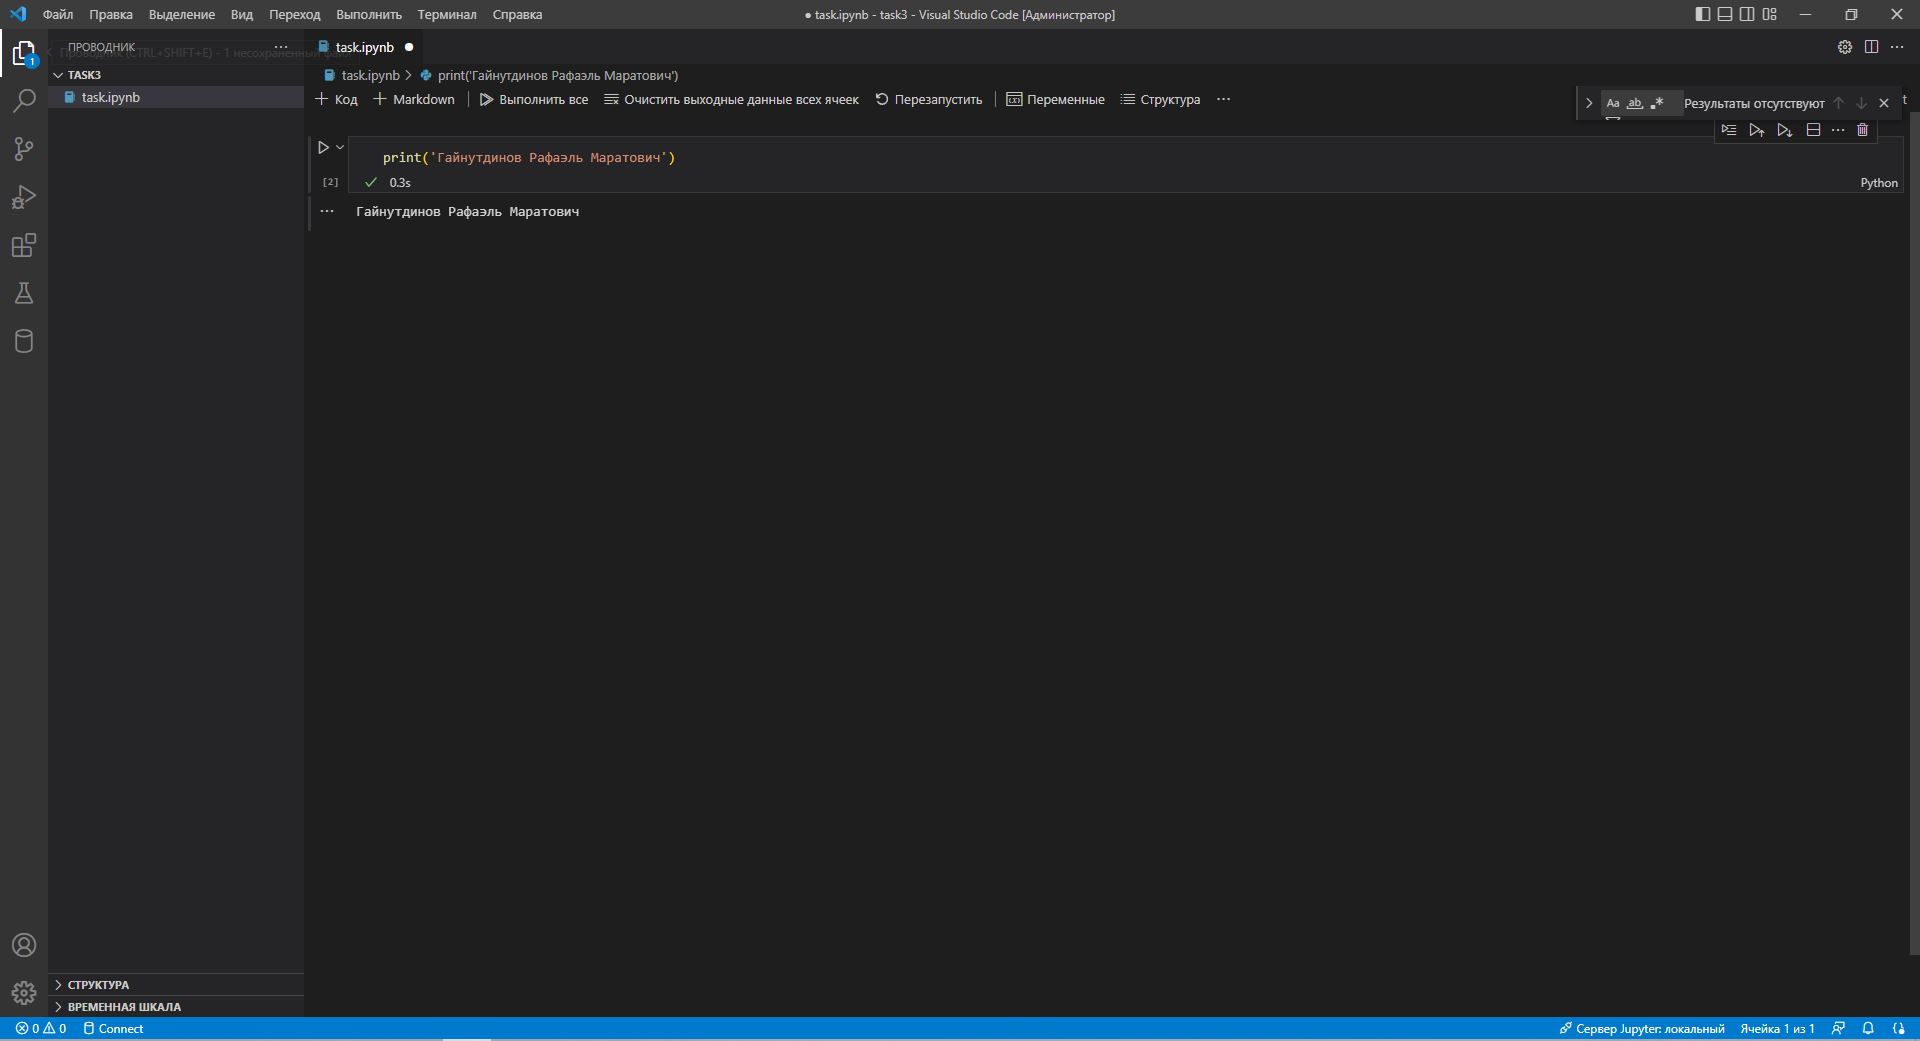 Файл Правка Выделение Вид Переход Выполнить Терминал Справка
● task.ipynb - task3 - Visual Studio Code [Администратор]
ПРОВОДНИК
Проводник (CTRL+SHIFT+E) - 1 несохраненный
TASK3
task.ipynb
1
task.ipynb
task.ipynb > print('Гайнутдинов Рафаэль Маратович')
Код Markdown Выполнить все Очистить выходные данные всех ячеек Перезапустить Переменные Структура
Aa ab Результаты отсутствуют
t
print('Гайнутдинов Рафаэль Маратович')
[2] 0.3s
Python
Гайнутдинов Рафаэль Маратович
СТРУКТУРА
ВРЕМЕННАЯ ШКАЛА
0 0 Connect
Сервер Jupyter: локальный Ячейка 1 из 1